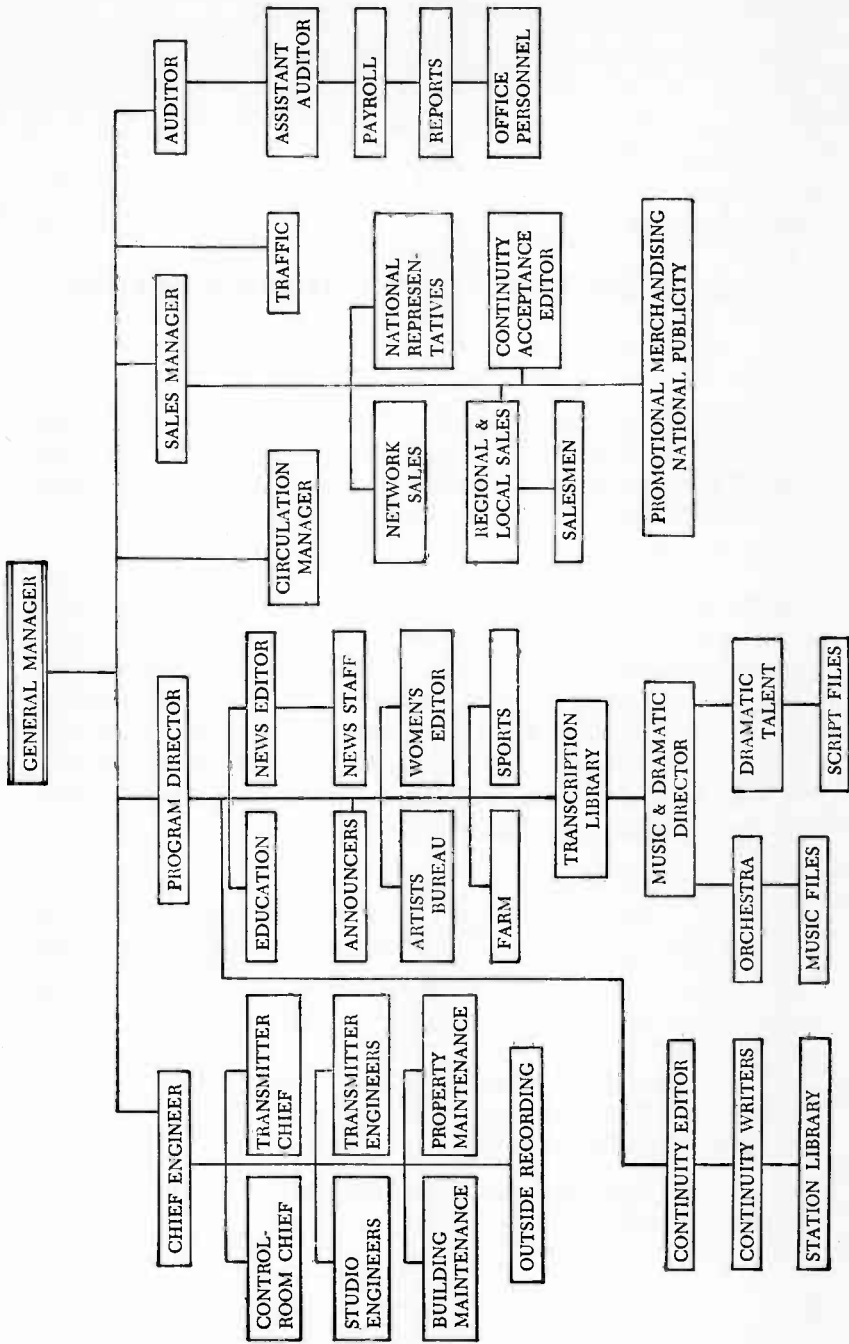 GENERAL MANAGER
CHIEF ENGINEER
CONTROL-
ROOM CHIEF
TRANSMITTER
CHIEF
STUDIO
ENGINEERS
TRANSMITTER
ENGINEERS
BUILDING
MAINTENANCE
PROPERTY
MAINTENANCE
OUTSIDE RECORDING
PROGRAM DIRECTOR
EDUCATION
NEWS EDITOR
ANNOUNCERS
NEWS STAFF
ARTISTS
BUREAU
WOMEN'S
EDITOR
FARM
SPORTS
TRANSCRIPTION
LIBRARY
MUSIC & DRAMATIC
DIRECTOR
ORCHESTRA
DRAMATIC
TALENT
MUSIC FILES
SCRIPT FILES
CONTINUITY EDITOR
CONTINUITY WRITERS
STATION LIBRARY
CIRCULATION
MANAGER
SALES MANAGER
NETWORK
SALES
NATIONAL
REPRESEN-
TATIVES
REGIONAL &
LOCAL SALES
CONTINUITY
ACCEPTANCE
EDITOR
SALESMEN
PROMOTIONAL MERCHANDISING
NATIONAL PUBLICITY
TRAFFIC
AUDITOR
ASSISTANT
AUDITOR
PAYROLL
REPORTS
OFFICE
PERSONNEL